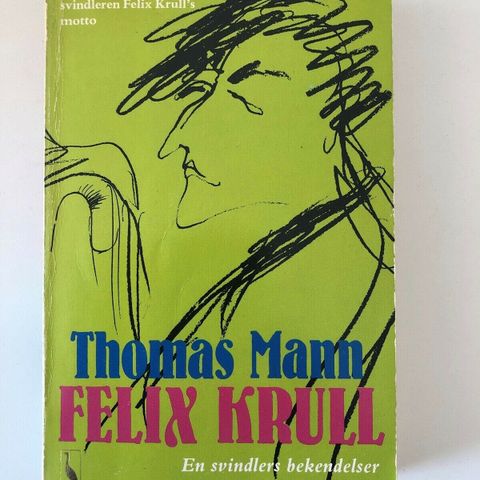 svindleren Felix Krull's
motto
Thomas Mann
FELIX KRULL
En svindlers bekendelser